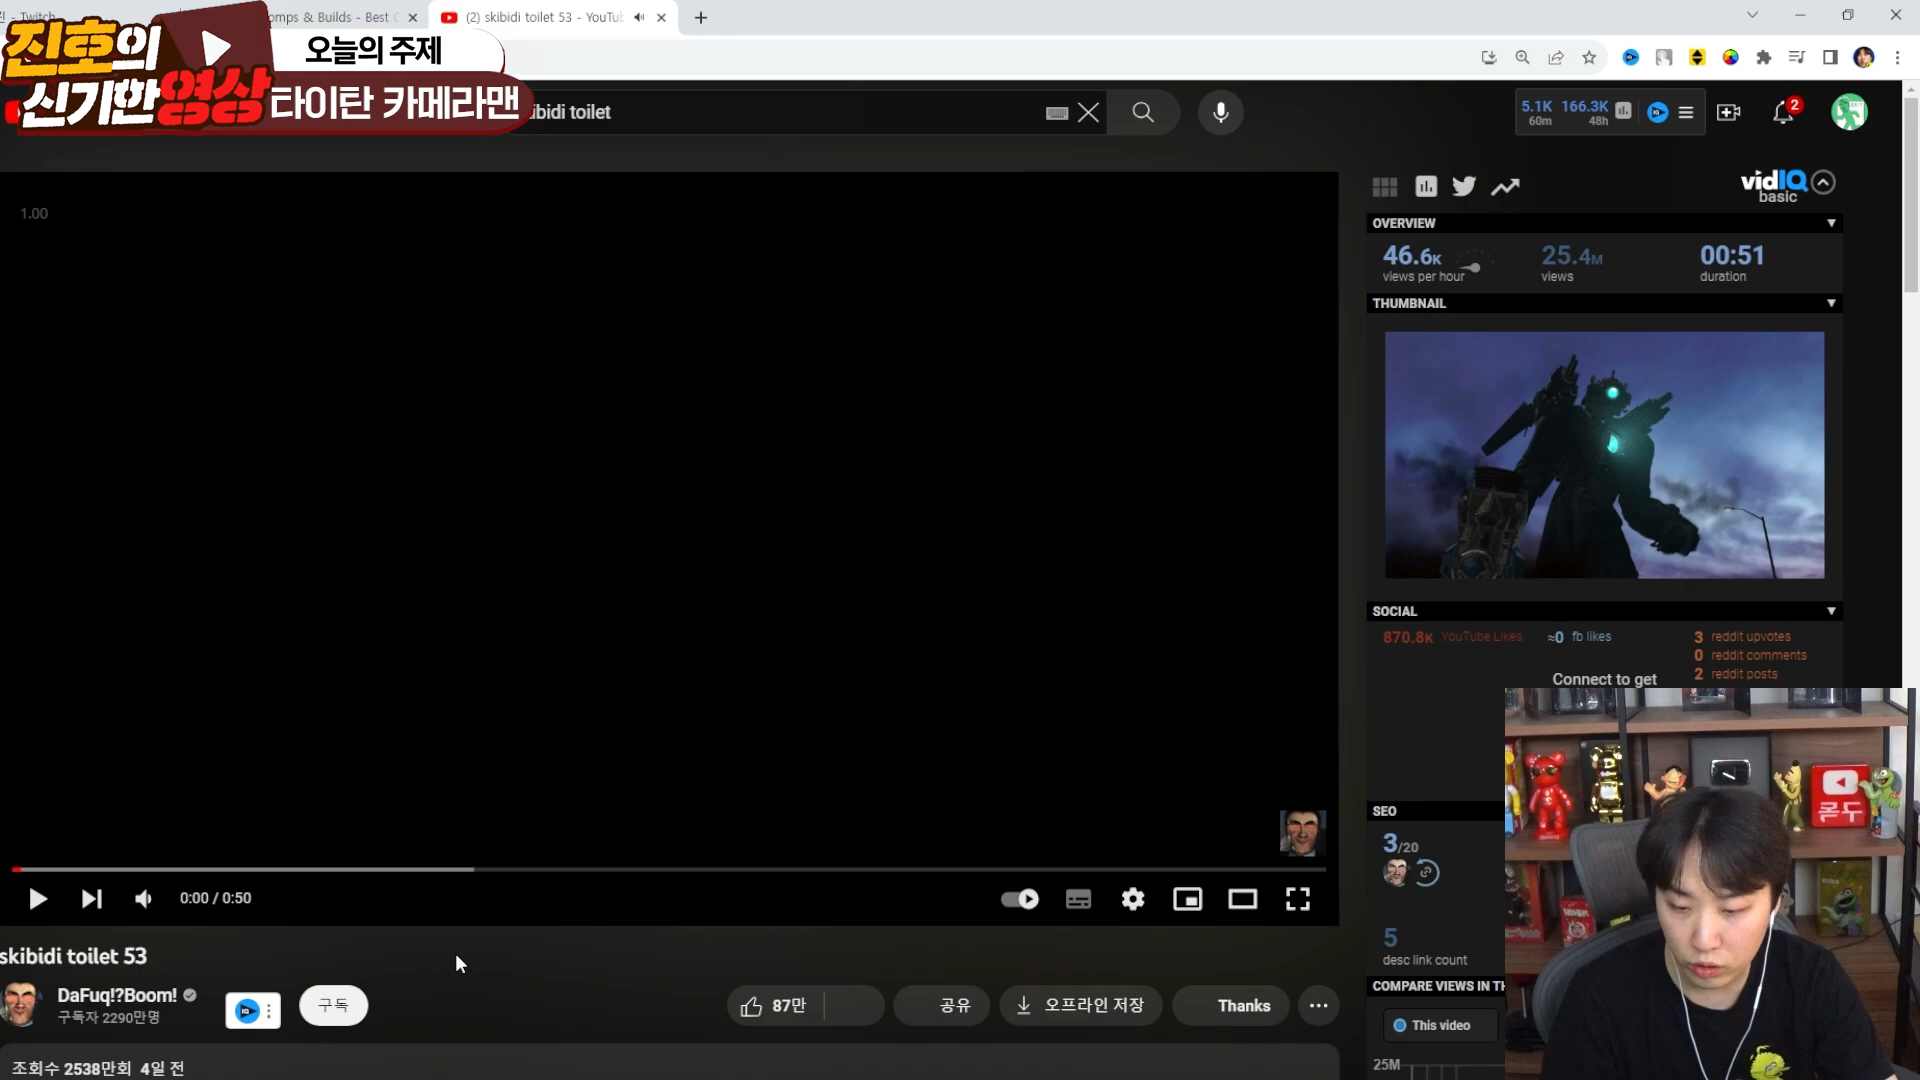 - Twitch
omps & Builds - Best C
(2) skibidi toilet 53 - YouTub
진호의
신기한영상
오늘의 주제
타이탄 카메라맨
ibidi toilet
5.1K 166.3K
60m 48h
2
1.00
vidIQ
basic
OVERVIEW
46.6K
views per hour
25.4M
views
00:51
duration
THUMBNAIL
SOCIAL
870.8K YouTube Likes
≈0 fb likes
3 reddit upvotes
0 reddit comments
2 reddit posts
Connect to get
SEO
3/20
5
desc link count
COMPARE VIEWS IN TH
This video
25M
몰두
0:00 / 0:50
skibidi toilet 53
DaFuq!?Boom!
구독자 2290만명
IQ
구독
87만
공유
오프라인 저장
Thanks
조회수 2538만회 4일 전